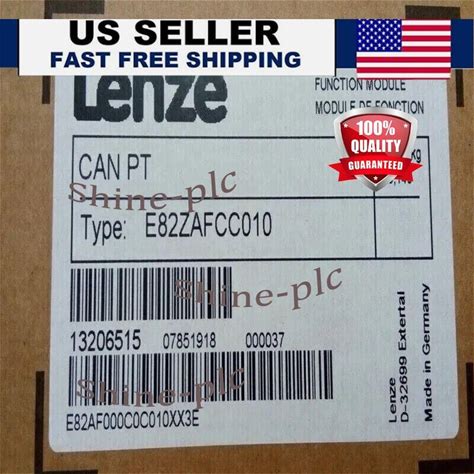 US SELLER
FAST FREE SHIPPING
Lenze
FUNCTION MODULE
MODULE DE FONCTION
100%
QUALITY
GUARANTEED
kg
CAN PT
Shine-plc
Type: E82ZAFCC010
Shine-plc
13206515 07851918 000037
Shine-plc
E82AF000C0C010XX3E
Lenze
D-32699 Extertal
Made in Germany